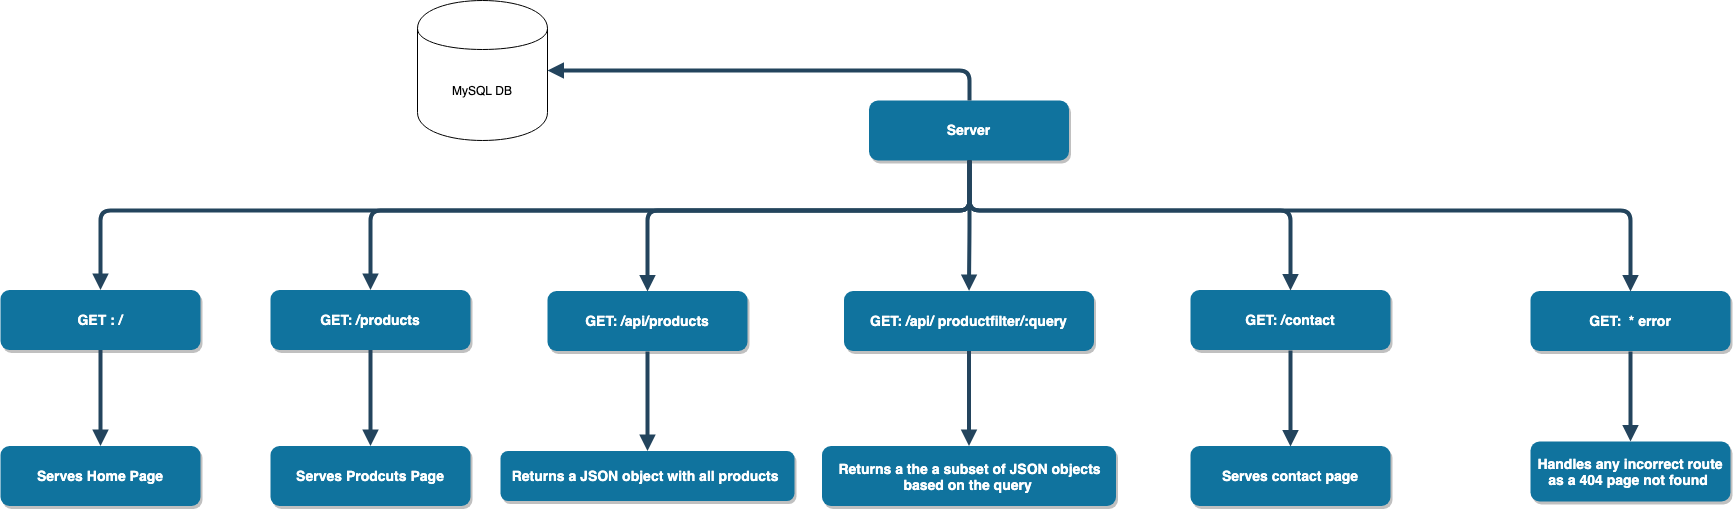 MySQL DB
Server
GET : /
GET: /products
GET: /api/products
GET: /api/ productfilter/:query
GET: /contact
GET:  * error
Serves Home Page
Serves Prodcuts Page
Returns a JSON object with all products
Returns a the a subset of JSON objects
based on the query
Serves contact page
Handles any incorrect route
as a 404 page not found